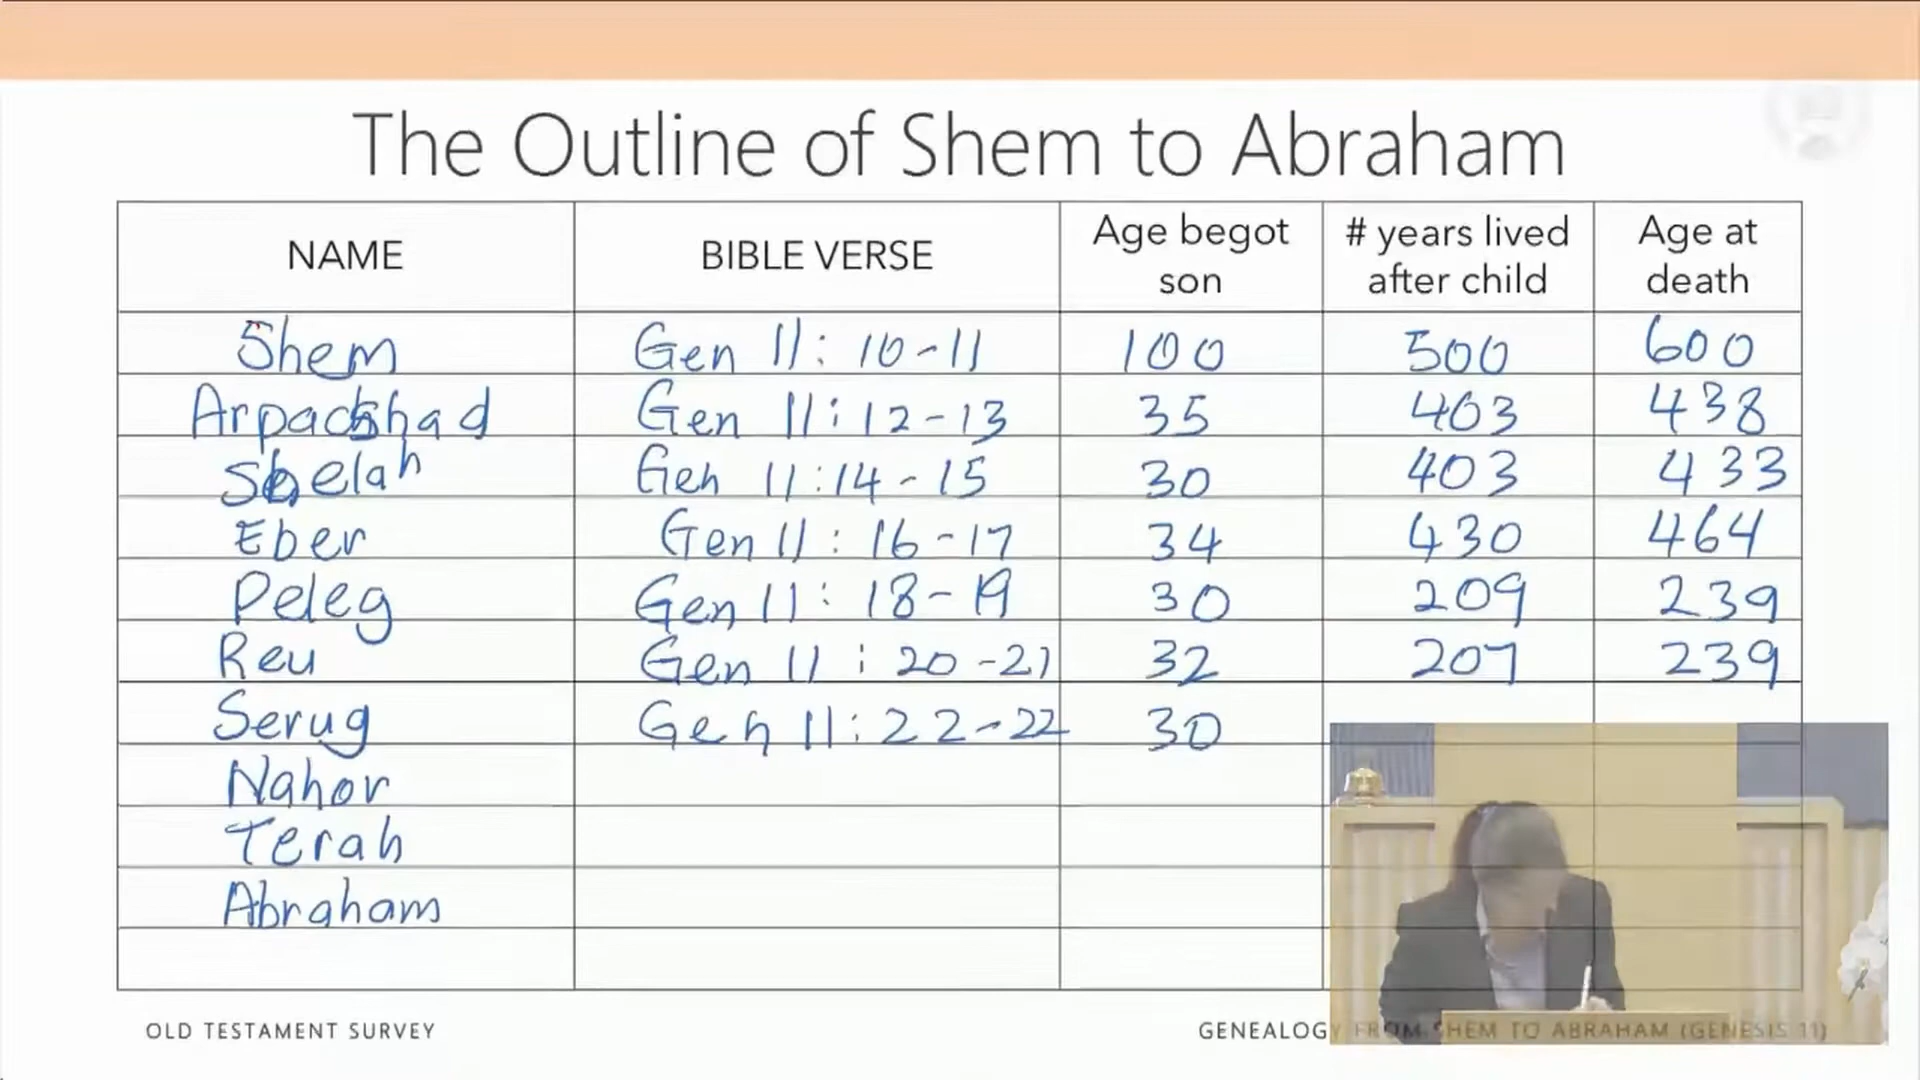 The Outline of Shem to Abraham
NAME BIBLE VERSE Age begot son # years lived after child Age at death
Shem Gen 11: 10-11 100 500 600
Arpachshad Gen 11:12-13 35 403 438
Shelah Gen 11:14-15 30 403 433
Eber Gen 11: 16-17 34 430 464
Peleg Gen 11: 18-19 30 209 239
Reu Gen 11: 20-21 32 207 239
Serug Gen 11:22-22 30
Nahor
Terah
Abraham
OLD TESTAMENT SURVEY GENEALOGY FROM SHEM TO ABRAHAM (GENESIS 11)